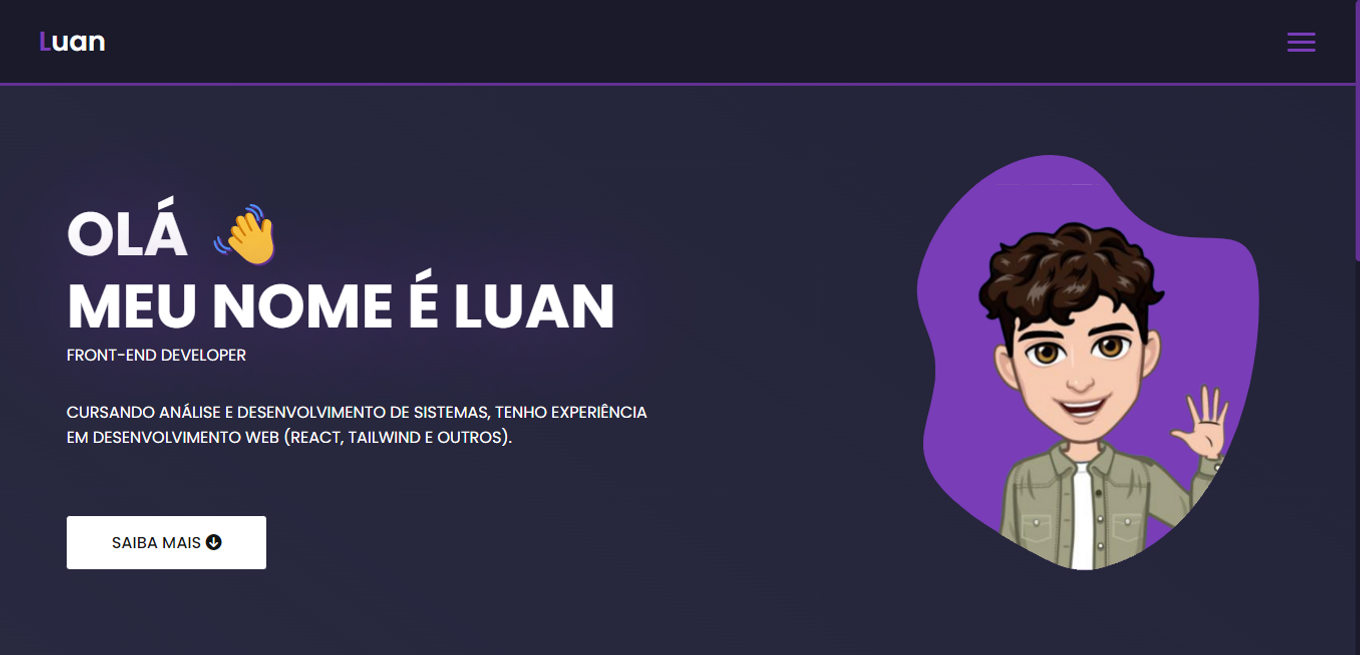 Luan
OLÁ 👋
MEU NOME É LUAN
FRONT-END DEVELOPER
CURSANDO ANÁLISE E DESENVOLVIMENTO DE SISTEMAS, TENHO EXPERIÊNCIA
EM DESENVOLVIMENTO WEB (REACT, TAILWIND E OUTROS).
SAIBA MAIS